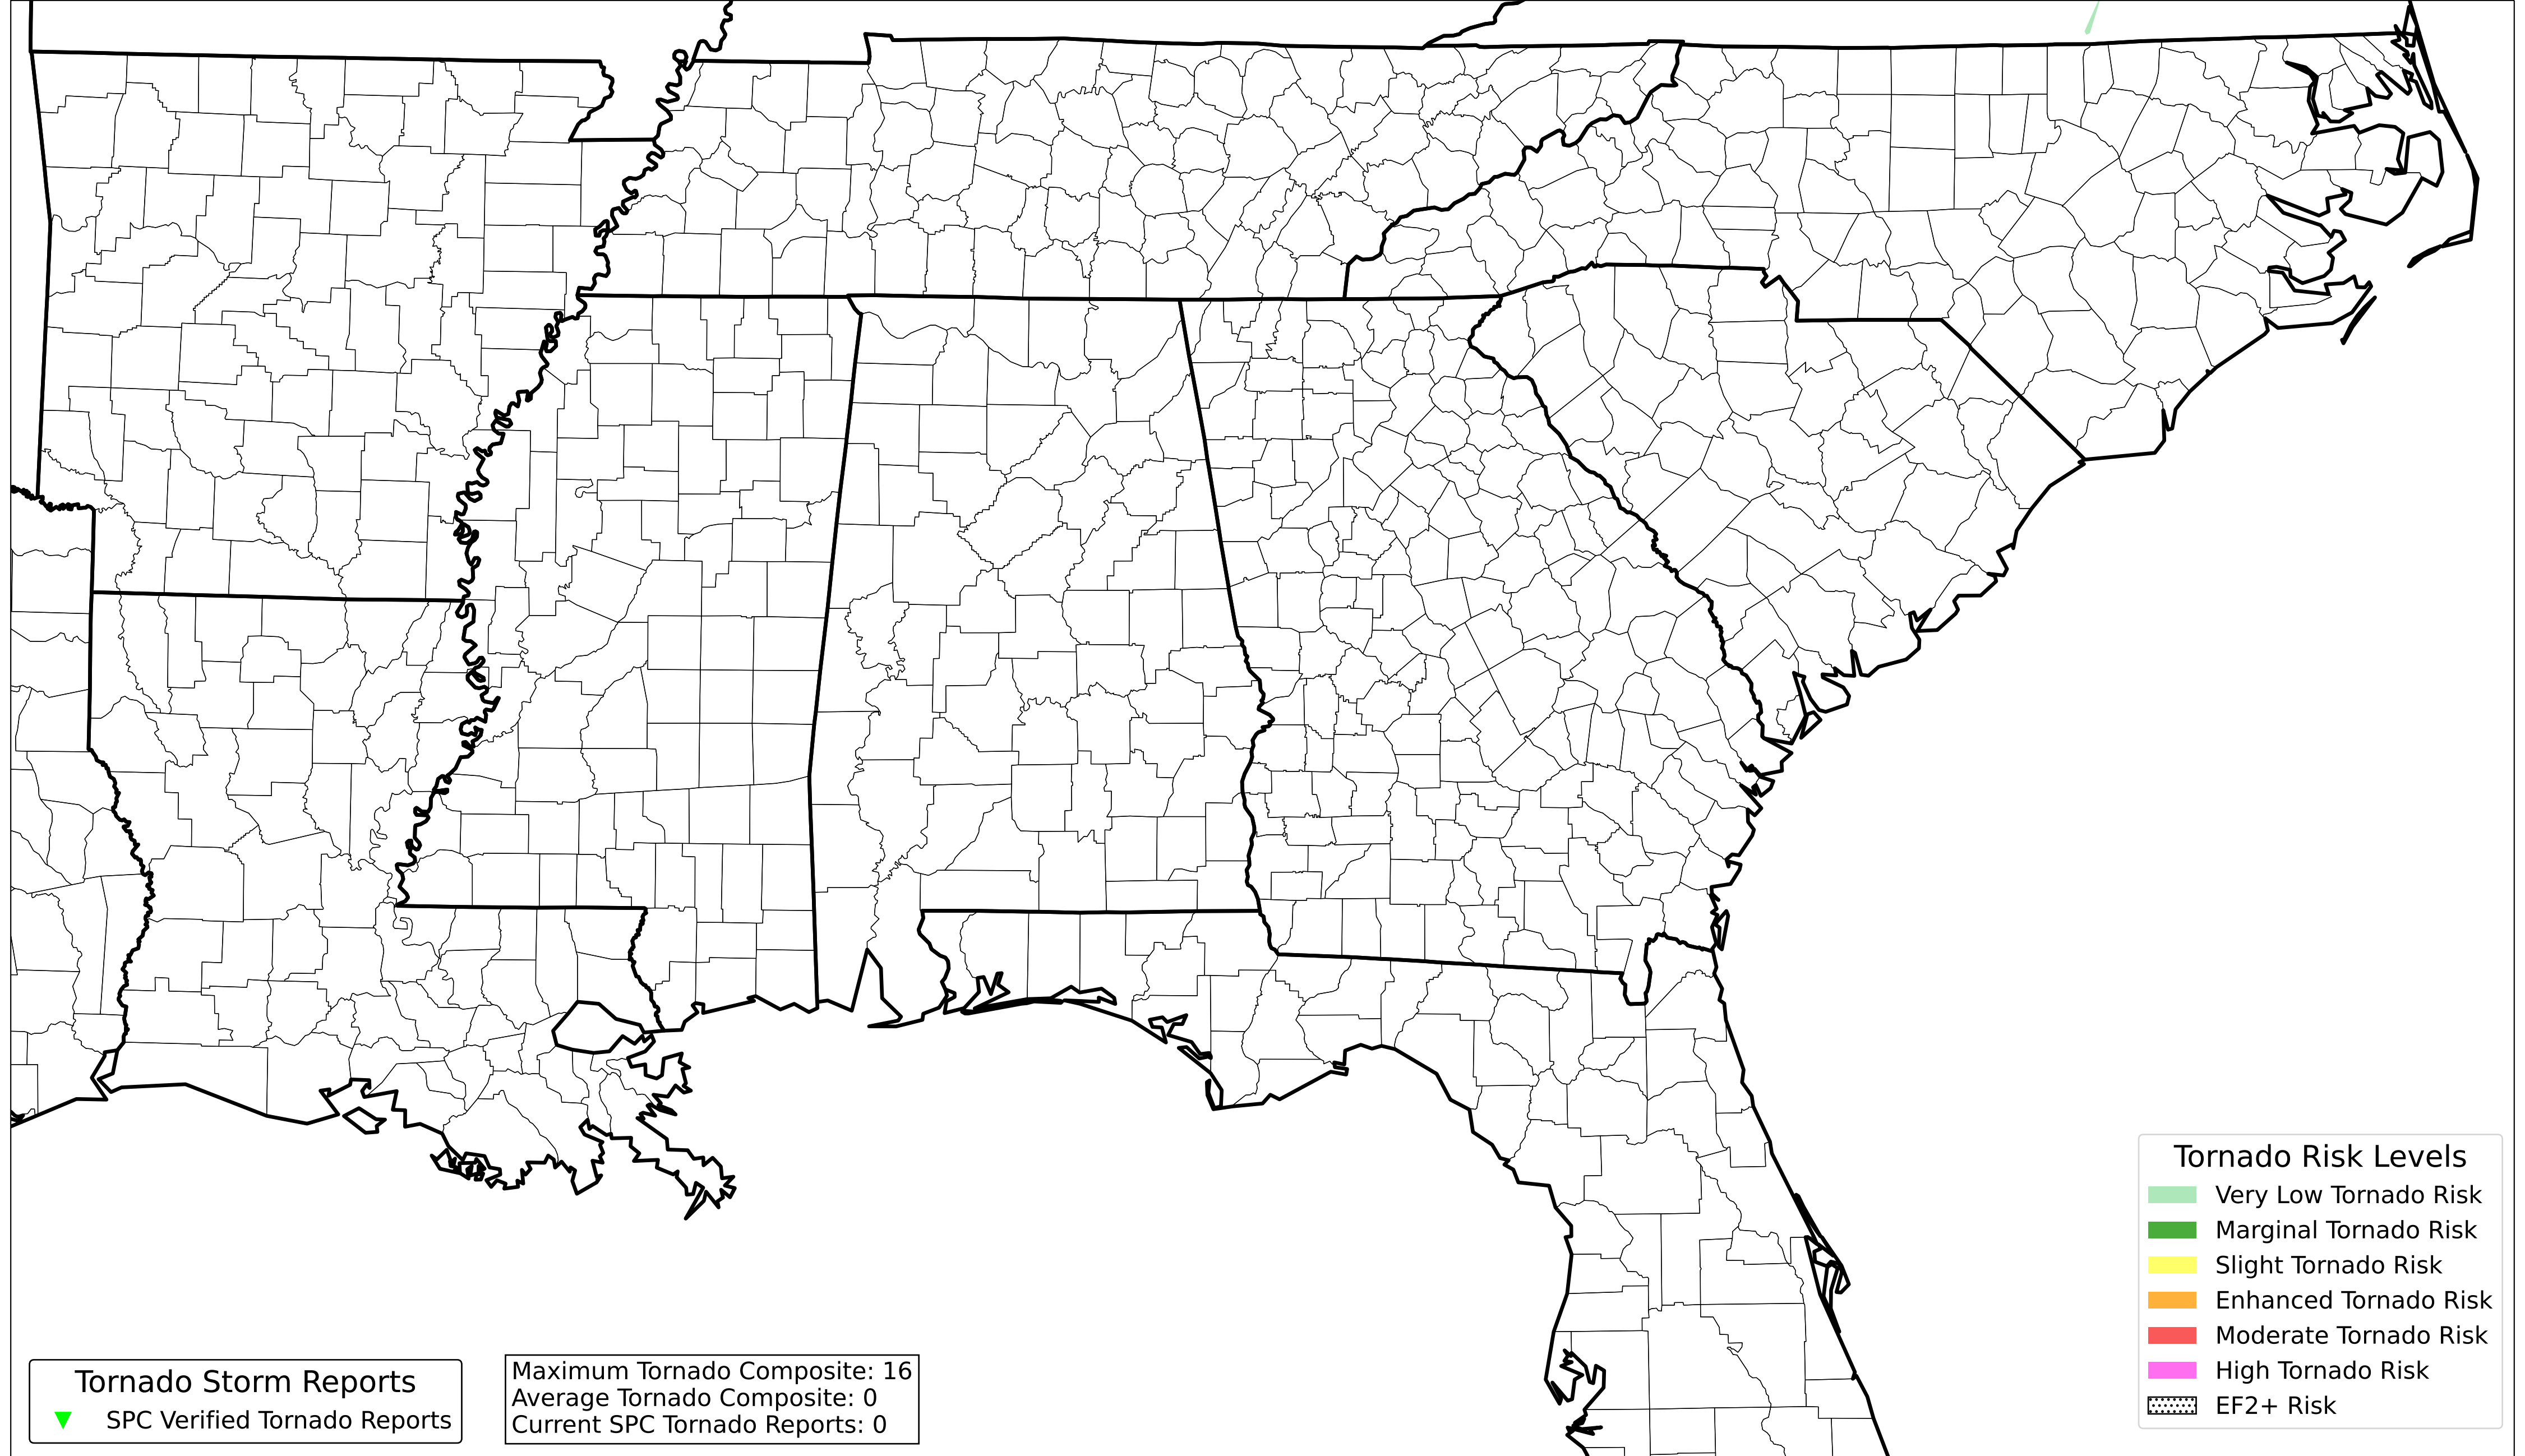 Tornado Risk Levels
Very Low Tornado Risk
Marginal Tornado Risk
Slight Tornado Risk
Enhanced Tornado Risk
Moderate Tornado Risk
High Tornado Risk
EF2+ Risk
Tornado Storm Reports
SPC Verified Tornado Reports
Maximum Tornado Composite: 16
Average Tornado Composite: 0
Current SPC Tornado Reports: 0